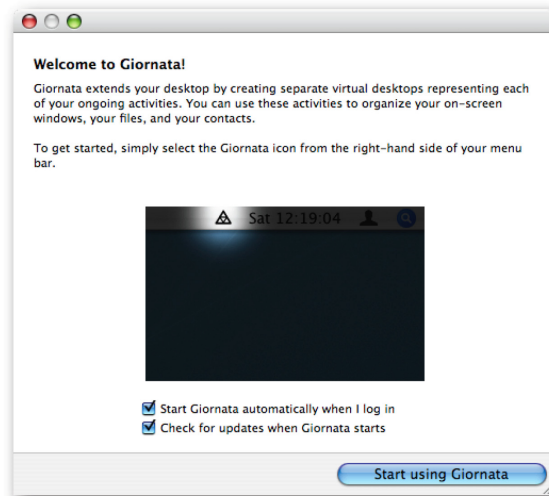 Welcome to Giornata!
Giornata extends your desktop by creating separate virtual desktops representing each
of your ongoing activities. You can use these activities to organize your on-screen
windows, your files, and your contacts.
To get started, simply select the Giornata icon from the right-hand side of your menu
bar.
Sat 12:19:04
Start Giornata automatically when I log in
Check for updates when Giornata starts
Start using Giornata